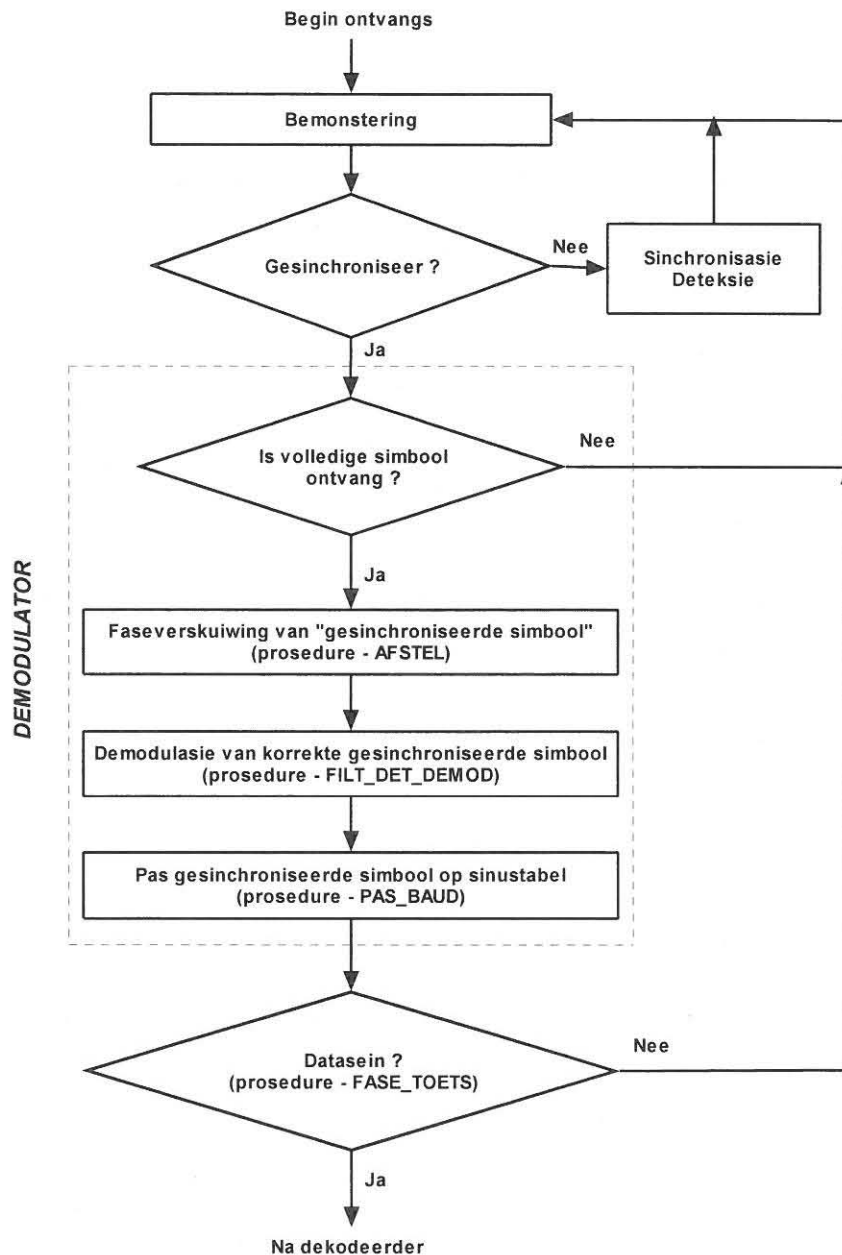 Begin ontvangs
Bemonstering
Gesinchroniseer ?
Nee
Sinchronisasie
Deteksie
Ja
Is volledige simbool
ontvang ?
Nee
Ja
DEMODULATOR
Faseverskuiwing van "gesinchroniseerde simbool"
(prosedure - AFSTEL)
Demodulasie van korrekte gesinchroniseerde simbool
(prosedure - FILT_DET_DEMOD)
Pas gesinchroniseerde simbool op sinustabel
(prosedure - PAS_BAUD)
Datasein ?
(prosedure - FASE_TOETS)
Nee
Ja
Na dekodeerder